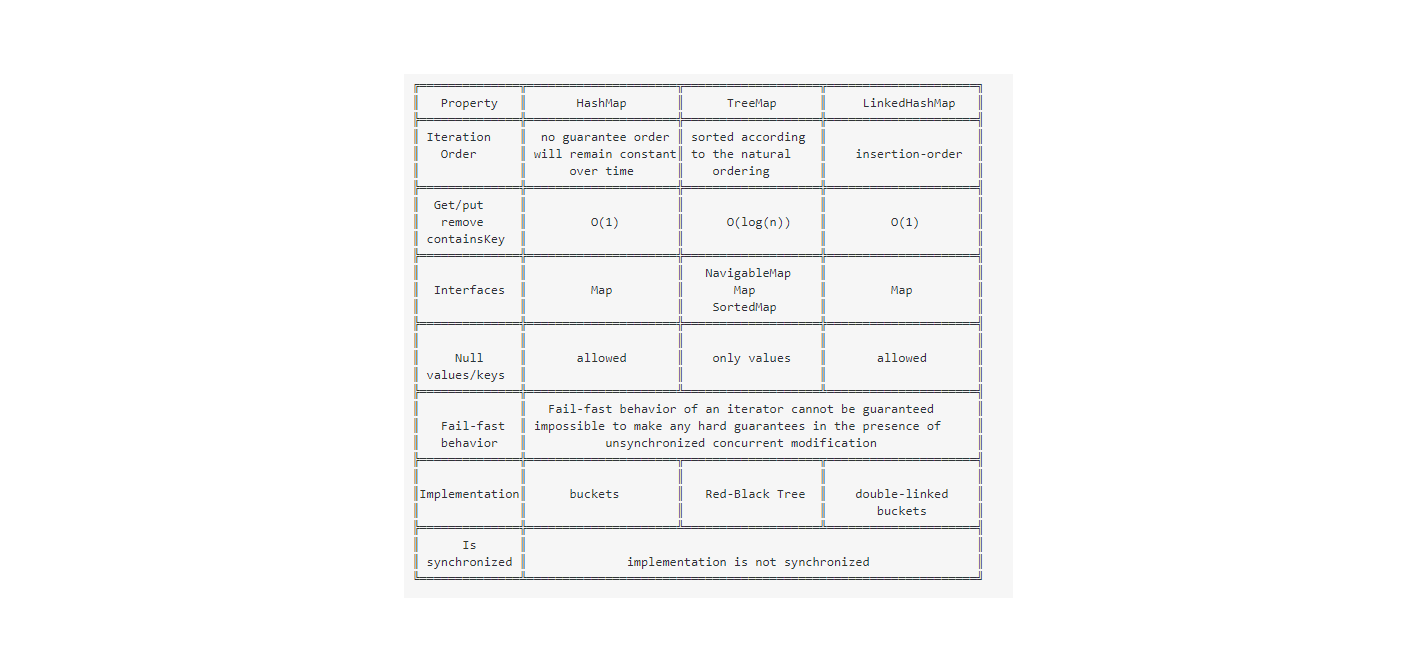 Property HashMap TreeMap LinkedHashMap
Iteration no guarantee order sorted according
Order will remain constant to the natural insertion-order
over time ordering
Get/put
remove O(1) O(log(n)) O(1)
containsKey
NavigableMap
Interfaces Map Map Map
SortedMap
Null allowed only values allowed
values/keys
Fail-fast behavior of an iterator cannot be guaranteed
Fail-fast impossible to make any hard guarantees in the presence of
behavior unsynchronized concurrent modification
Implementation buckets Red-Black Tree double-linked
buckets
Is
synchronized implementation is not synchronized